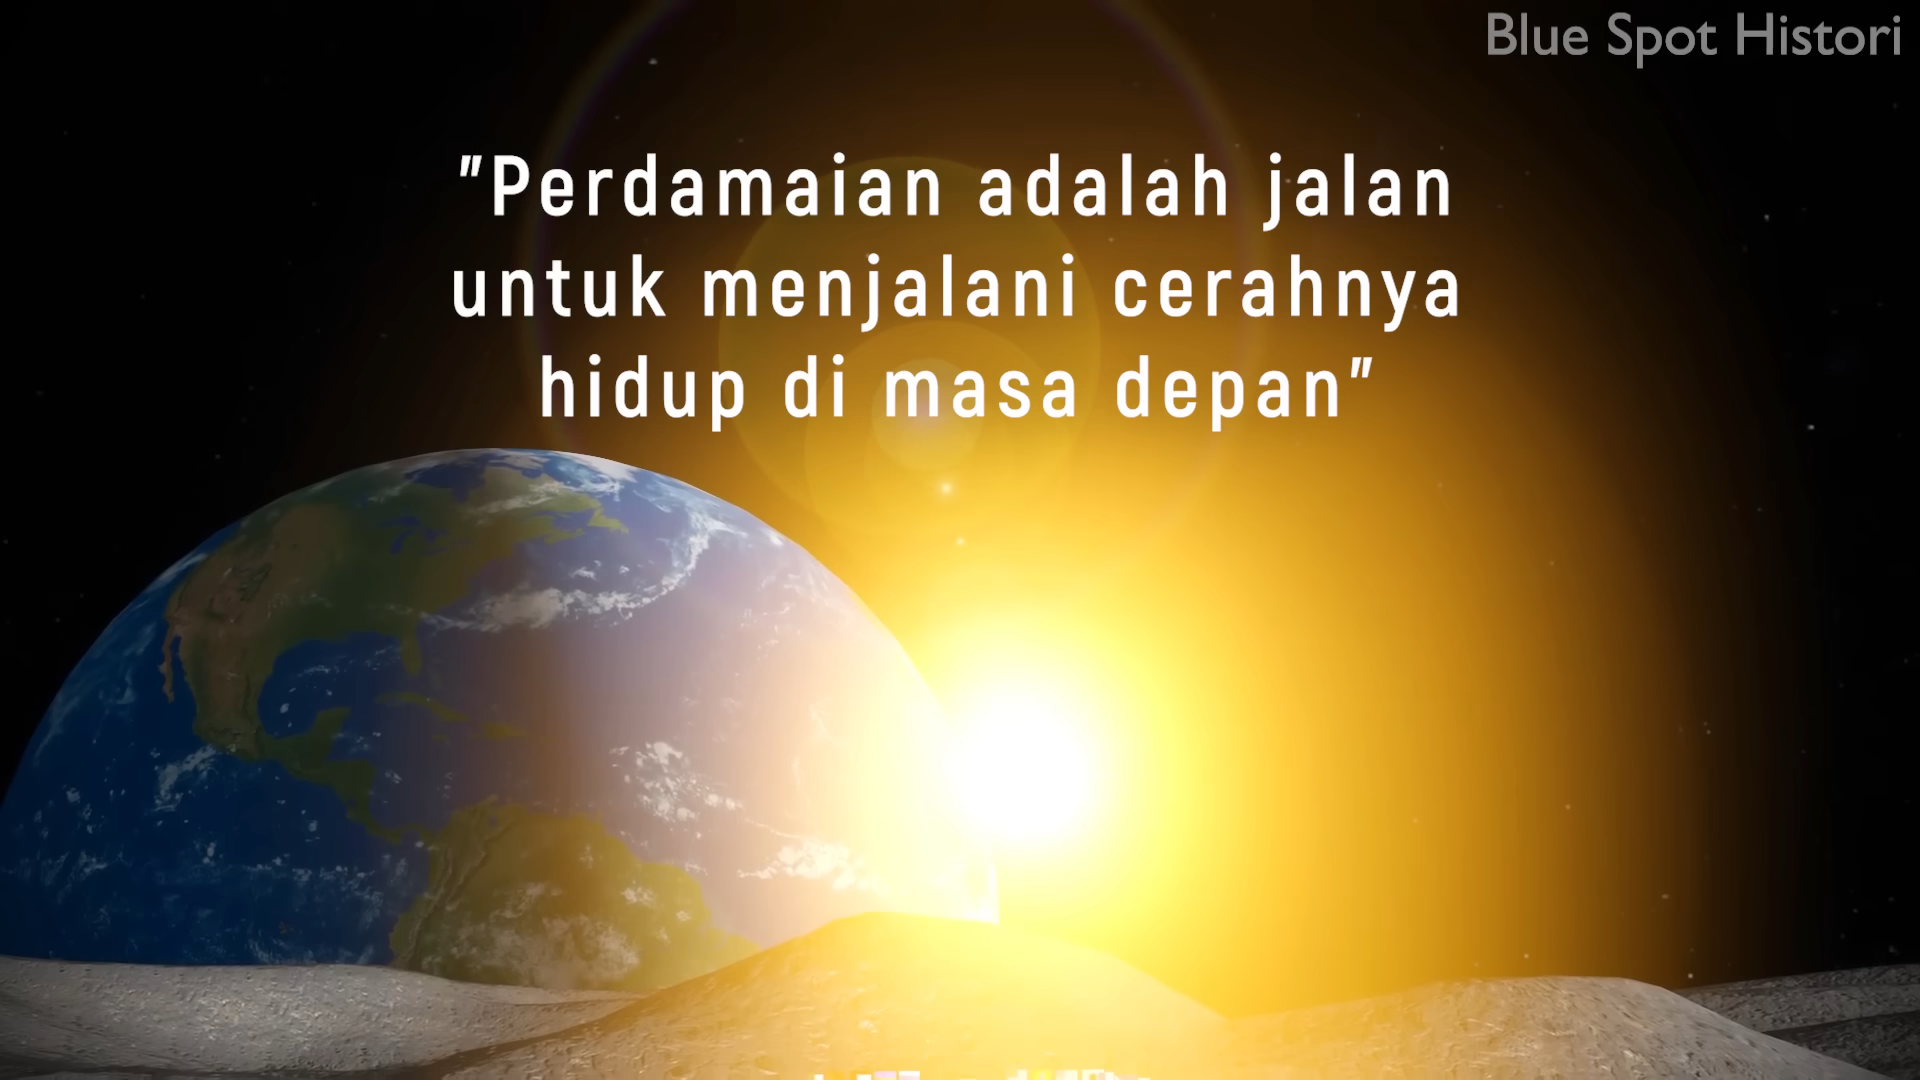 Blue Spot Histori
"Perdamaian adalah jalan
untuk menjalani cerahnya
hidup di masa depan"